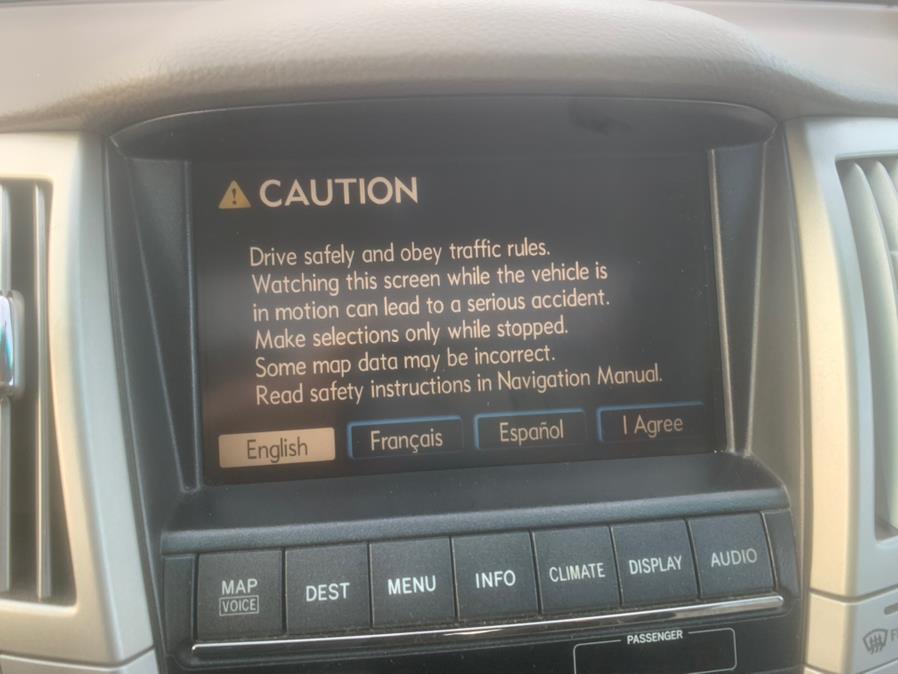 CAUTION
Drive safely and obey traffic rules.
Watching this screen while the vehicle is
in motion can lead to a serious accident.
Make selections only while stopped.
Some map data may be incorrect.
Read safety instructions in Navigation Manual.
English Français Español I Agree
MAP DEST MENU INFO CLIMATE DISPLAY AUDIO
VOICE
PASSENGER